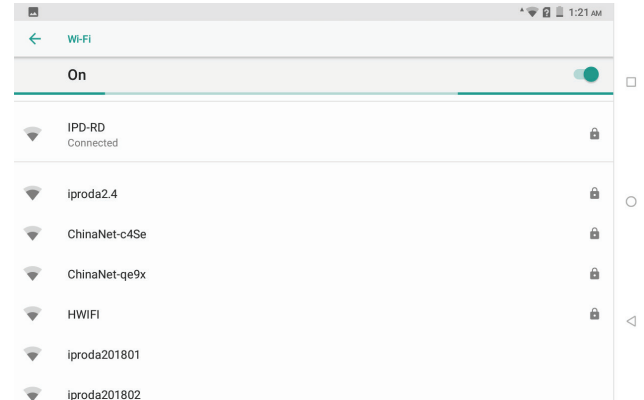 1:21 AM
Wi-Fi
On
IPD-RD
Connected
iproda2.4
ChinaNet-c4Se
ChinaNet-qe9x
HWIFI
iproda201801
iproda201802